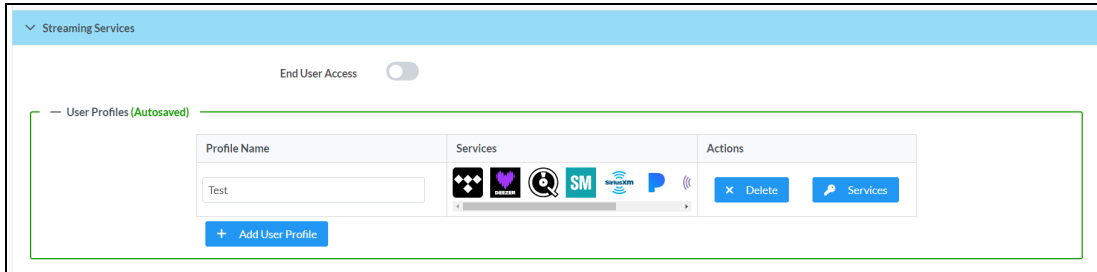 Streaming Services
End User Access
User Profiles (Autosaved)
Profile Name Services Actions
Test DEEZER SM SiriusXM Delete Services
Add User Profile